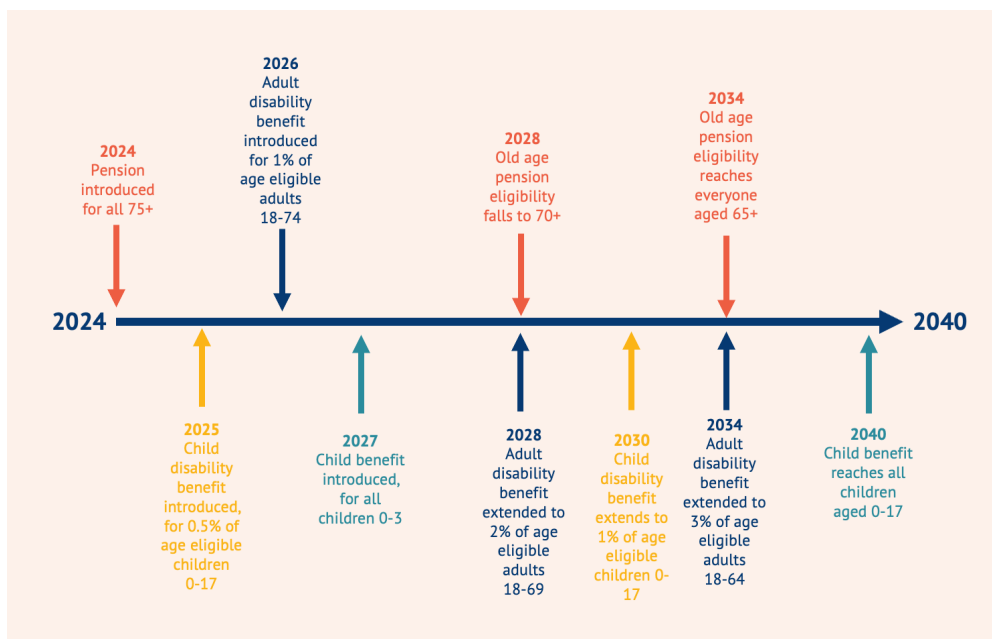 2024
Pension
introduced
for all 75+
2026
Adult
disability
benefit
introduced
for 1% of
age eligible
adults
18-74
2028
Old age
pension
eligibility
falls to 70+
2034
Old age
pension
eligibility
reaches
everyone
aged 65+
2024
2040
2025
Child
disability
benefit
introduced,
for 0.5% of
age eligible
children
0-17
2027
Child benefit
introduced,
for all
children 0-3
2028
Adult
disability
benefit
extended to
2% of age
eligible
adults
18-69
2030
Child
disability
benefit
extends to
1% of age
eligible
children 0-
17
2034
Adult
disability
benefit
extended to
3% of age
eligible
adults
18-64
2040
Child benefit
reaches all
children
aged 0-17